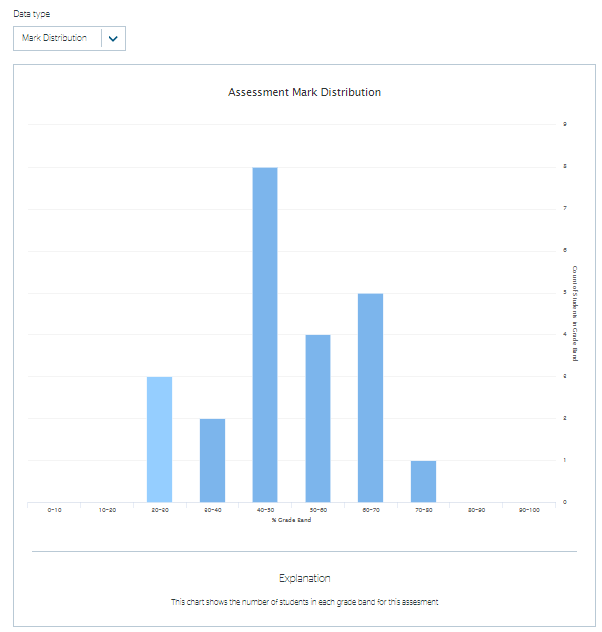 Data type
Mark Distribution
Assessment Mark Distribution
9
8
7
6
5
4
3
2
1
0
Count of Students in Grade Band
0-10 10-20 20-30 30-40 40-50 50-60 60-70 70-80 80-90 90-100
% Grade Band
Explanation
This chart shows the number of students in each grade band for this assesment